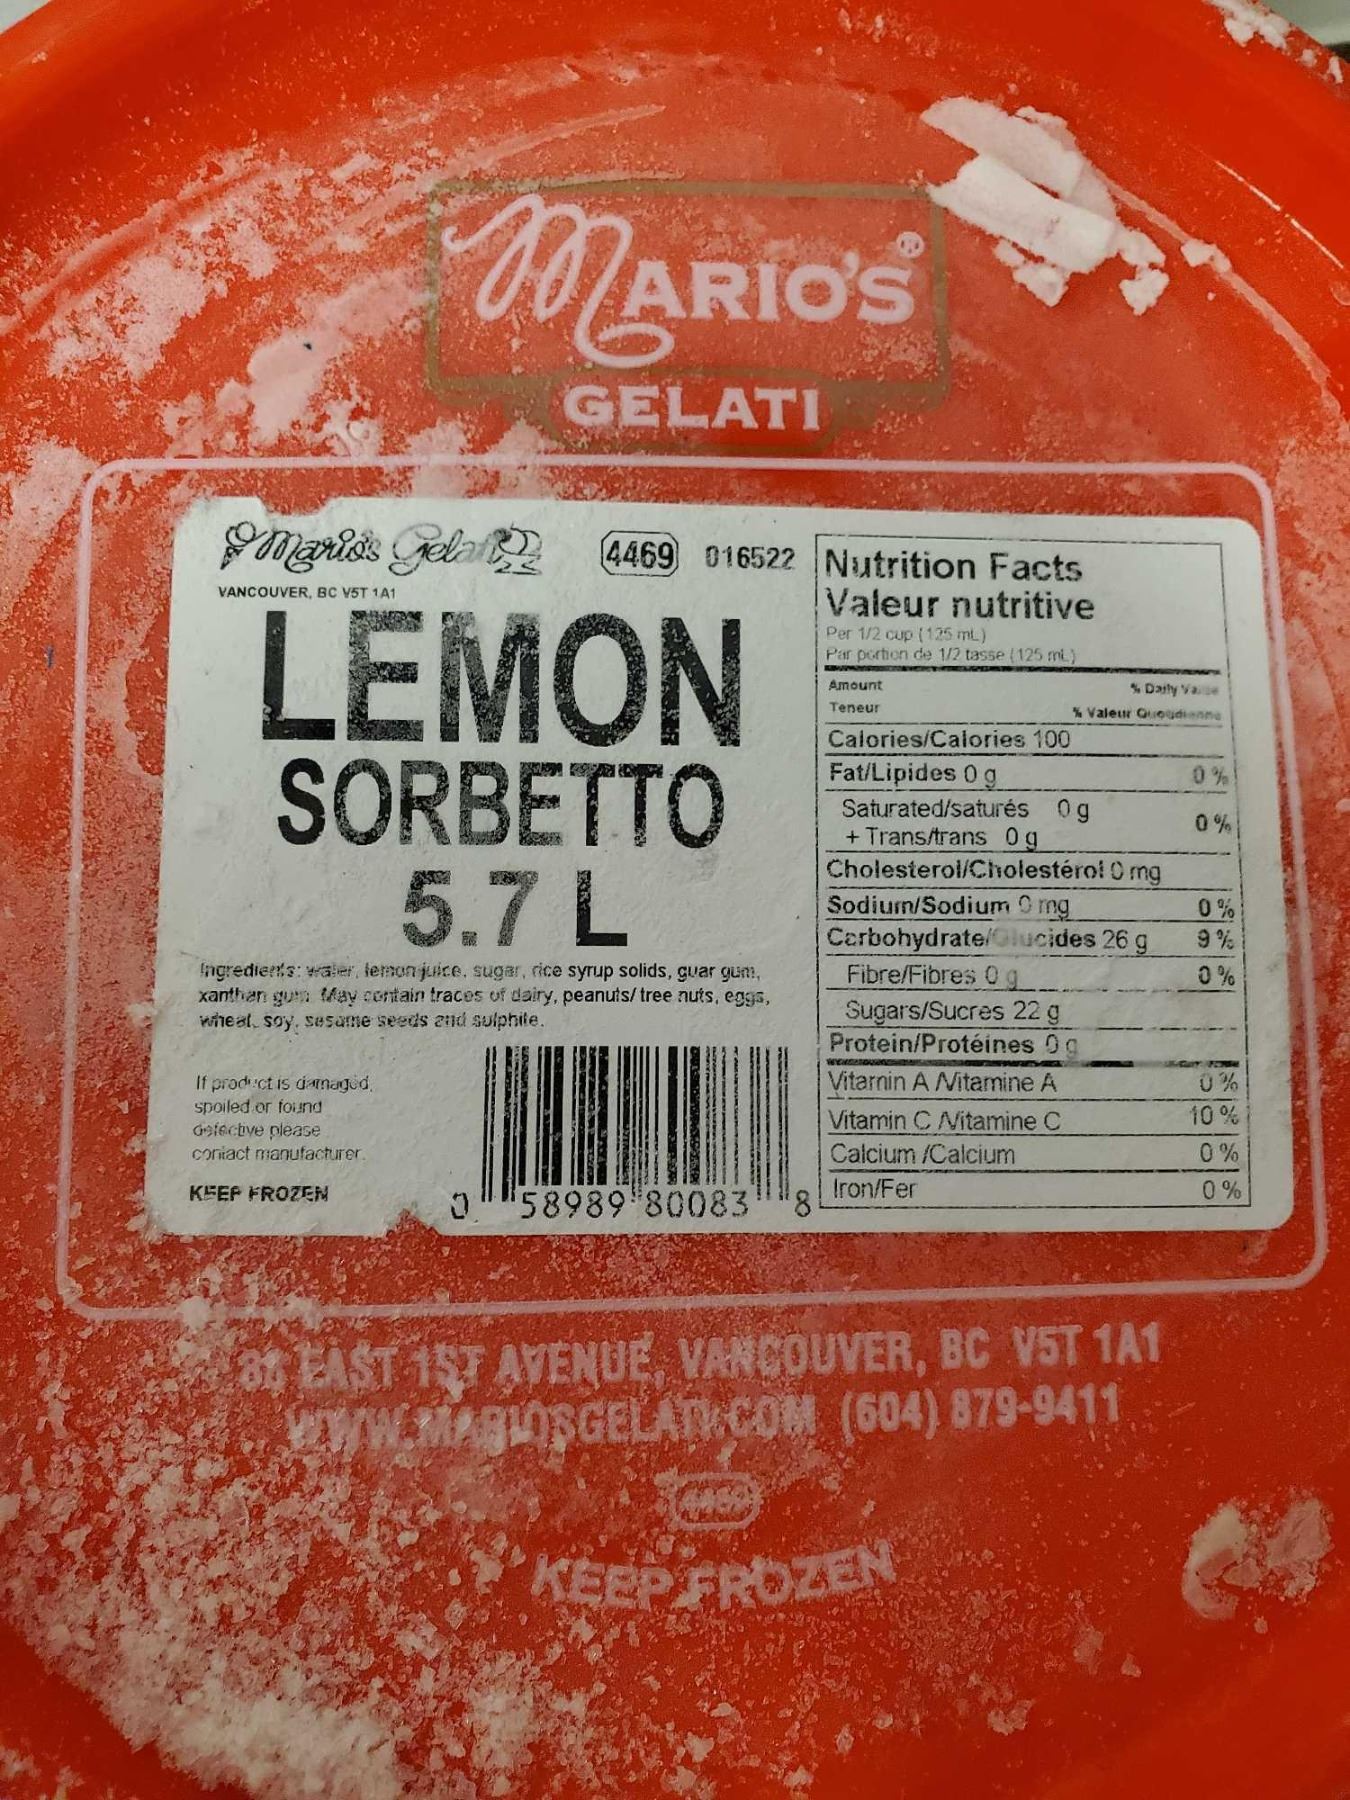 MARIO'S®
GELATI
Mario's Gelati
4469 016522
VANCOUVER, BC V5T 1A1
LEMON
SORBETTO
5.7 L
Ingredients: water, lemon juice, sugar, rice syrup solids, guar gum,
xanthan gum. May contain traces of dairy, peanuts/ tree nuts, eggs,
wheat, soy, sesame seeds and sulphite.
If product is damaged,
spoiled or found
defective please
contact manufacturer.
KEEP FROZEN
0 58989 80083 8
Nutrition Facts
Valeur nutritive
Per 1/2 cup (125 mL)
Par portion de 1/2 tasse (125 mL)
Amount % Daily Value
Teneur % Valeur Quotidienne
Calories/Calories 100
Fat/Lipides 0 g 0 %
Saturated/saturés 0 g
+ Trans/trans 0 g 0 %
Cholesterol/Cholestérol 0 mg
Sodium/Sodium 0 mg 0 %
Carbohydrate/Glucides 26 g 9 %
Fibre/Fibres 0 g 0 %
Sugars/Sucres 22 g
Protein/Protéines 0 g
Vitamin A /Vitamine A 0 %
Vitamin C /Vitamine C 10 %
Calcium /Calcium 0 %
Iron/Fer 0 %
88 EAST 1ST AVENUE, VANCOUVER, BC V5T 1A1
WWW.MARIOSGELATI.COM (604) 879-9411
4469
KEEP FROZEN